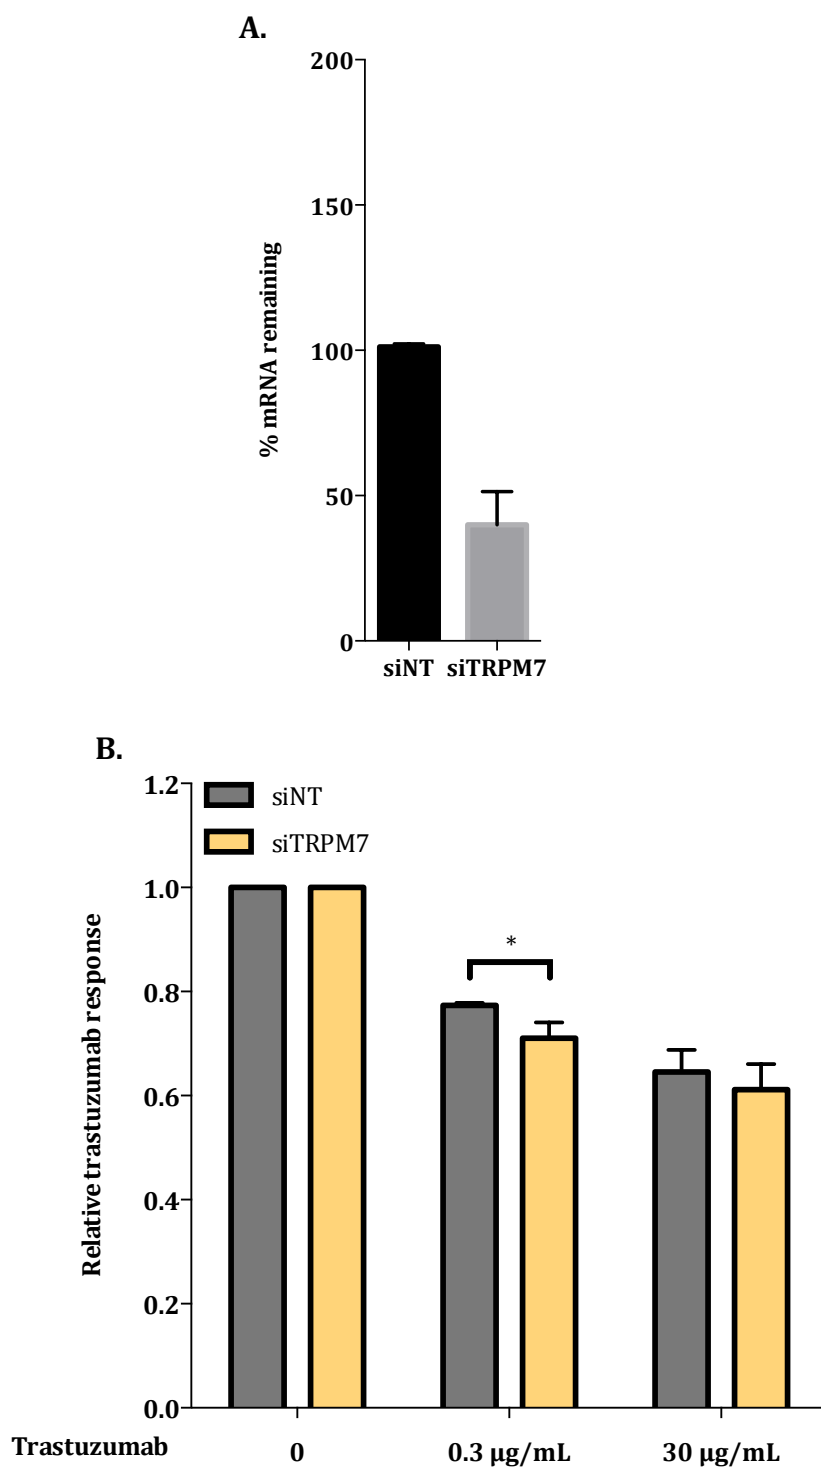 A.
200
150
100
50
0
% mRNA remaining
siNT siTRPM7
B.
1.2
1.0
0.8
0.6
0.4
0.2
0.0
Relative trastuzumab response
siNT
siTRPM7
*
Trastuzumab 0 0.3 µg/mL 30 µg/mL